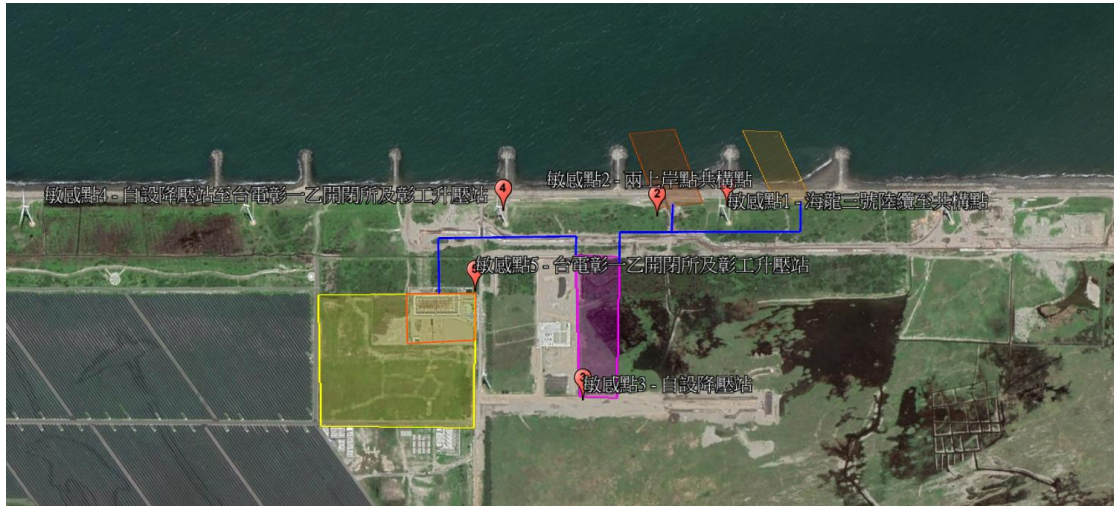 敏感點2 - 兩上岸點共構點
敏感點4 - 自設降壓站至台電彰一乙開閉所及彰工升壓站
4
2
敏感點1 - 海龍二號陸纜至共構點
敏感點5 - 台電彰一乙開閉所及彰工升壓站
5
3
敏感點3 - 自設降壓站